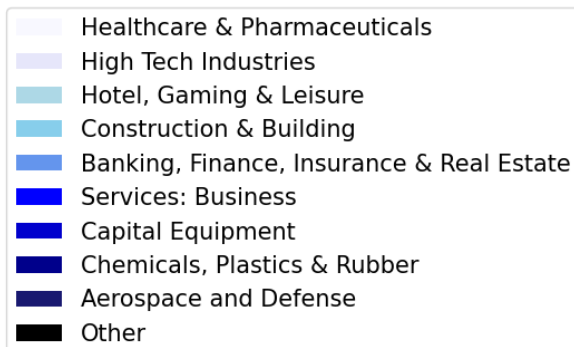 Healthcare & Pharmaceuticals
High Tech Industries
Hotel, Gaming & Leisure
Construction & Building
Banking, Finance, Insurance & Real Estate
Services: Business
Capital Equipment
Chemicals, Plastics & Rubber
Aerospace and Defense
Other